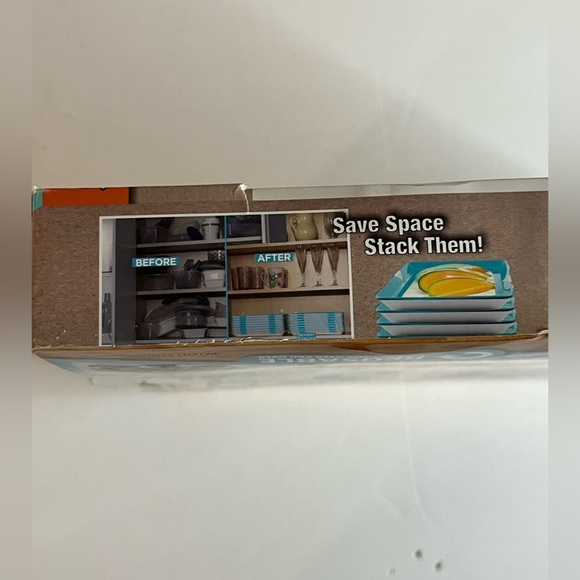 Save Space
Stack Them!
BEFORE
AFTER